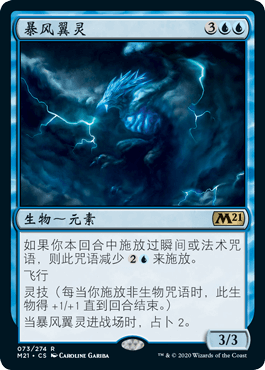 暴风翼灵 3
生物～元素 M21
如果你本回合中施放过瞬间或法术咒
语，则此咒语减少 2 来施放。
飞行
灵技（每当你施放非生物咒语时，此生物
得 +1/+1 直到回合结束。）
当暴风翼灵进战场时，占卜 2。
3/3
073/274 R
M21 • CS CAROLINE GARIBA
™ & © 2020 Wizards of the Coast